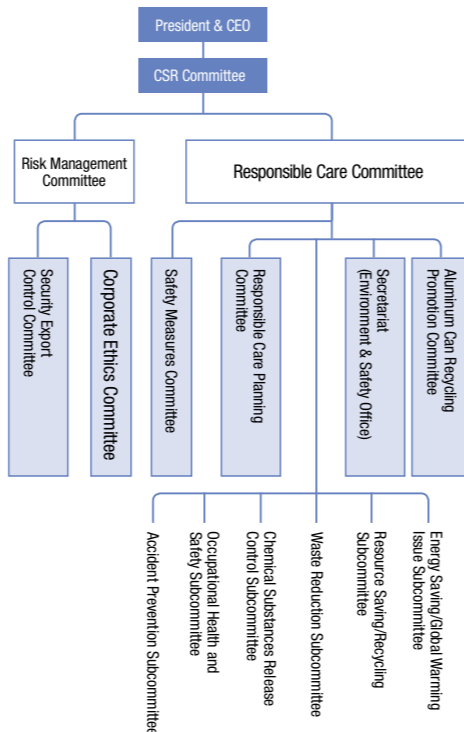 President & CEO
CSR Committee
Risk Management
Committee
Responsible Care Committee
Security Export
Control Committee
Corporate Ethics Committee
Safety Measures Committee
Responsible Care Planning
Committee
Secretariat
(Environment & Safety Office)
Aluminum Can Recycling
Promotion Committee
Accident Prevention Subcommittee
Occupational Health and
Safety Subcommittee
Chemical Substances Release
Control Subcommittee
Waste Reduction Subcommittee
Resource Saving/Recycling
Subcommittee
Energy Saving/Global Warming
Issue Subcommittee